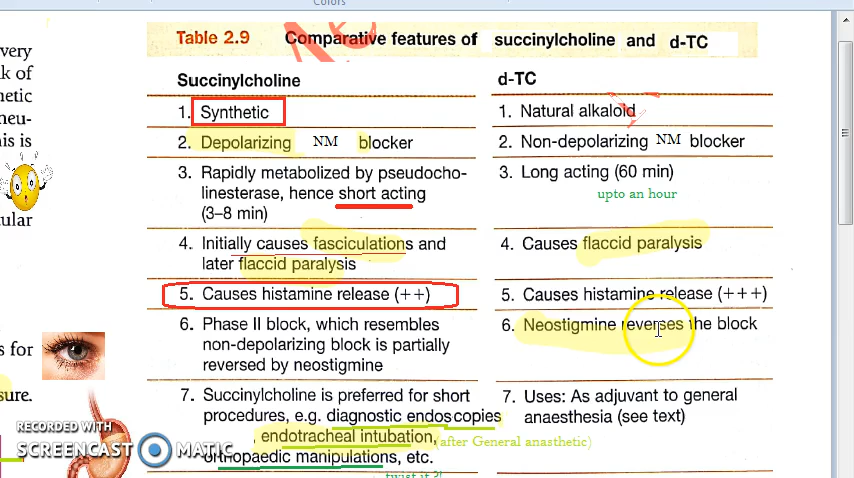 Colors
Table 2.9 Comparative features of succinylcholine and d-TC
very
k of
netic
neu-
is is
ular
s for
sure.
Succinylcholine
1. Synthetic
2. Depolarizing NM blocker
3. Rapidly metabolized by pseudocho-
linesterase, hence short acting
(3–8 min)
4. Initially causes fasciculations and
later flaccid paralysis
5. Causes histamine release (++)
6. Phase II block, which resembles
non-depolarizing block is partially
reversed by neostigmine
7. Succinylcholine is preferred for short
procedures, e.g. diagnostic endoscopies
, endotracheal intubation, (after General anasthetic)
orthopaedic manipulations, etc.
twist it ?!
d-TC
1. Natural alkaloid
2. Non-depolarizing NM blocker
3. Long acting (60 min)
upto an hour
4. Causes flaccid paralysis
5. Causes histamine release (+++)
6. Neostigmine reverses the block
7. Uses: As adjuvant to general
anaesthesia (see text)
RECORDED WITH
SCREENCAST MATIC